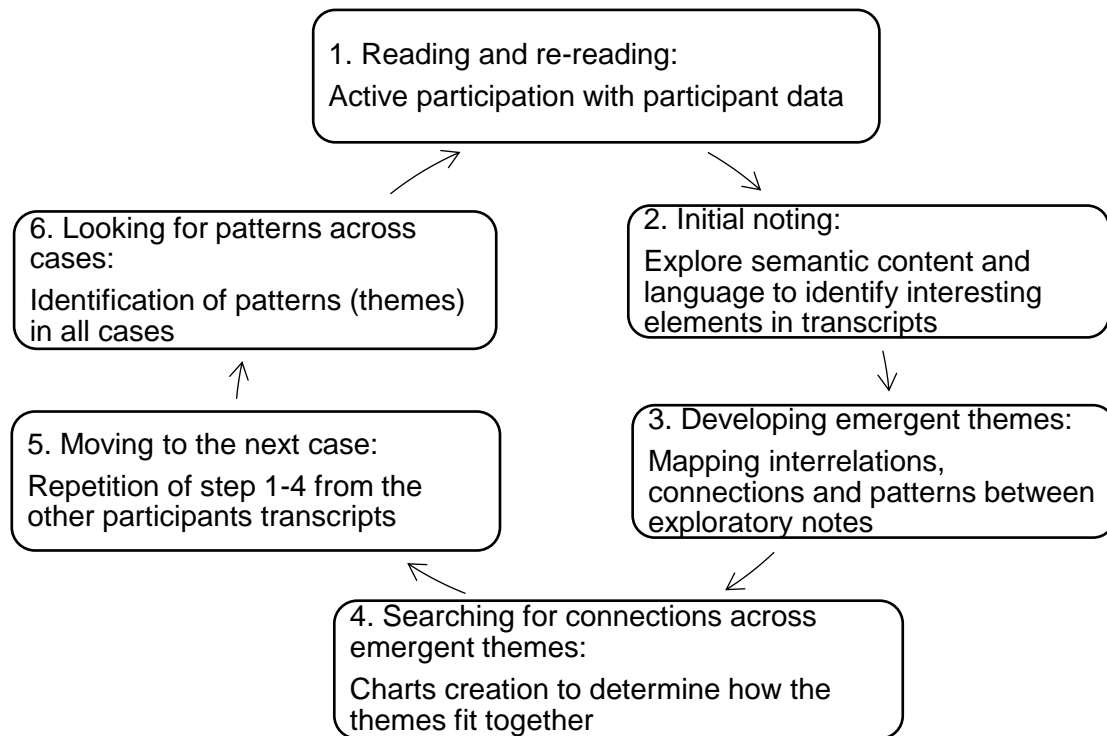 1. Reading and re-reading:
Active participation with participant data
2. Initial noting:
Explore semantic content and
language to identify interesting
elements in transcripts
3. Developing emergent themes:
Mapping interrelations,
connections and patterns between
exploratory notes
4. Searching for connections across
emergent themes:
Charts creation to determine how the
themes fit together
5. Moving to the next case:
Repetition of step 1-4 from the
other participants transcripts
6. Looking for patterns across
cases:
Identification of patterns (themes)
in all cases